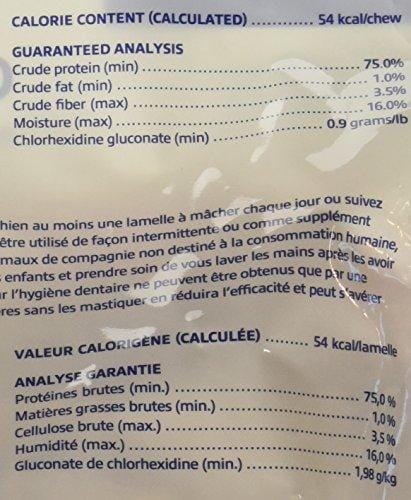 CALORIE CONTENT (CALCULATED) ........... 54 kcal/chew
GUARANTEED ANALYSIS
Crude protein (min) ........................................ 75.0%
Crude fat (min) ............................................. 1.0%
Crude fiber (max) .......................................... 3.5%
Moisture (max) ............................................. 16.0%
Chlorhexidine gluconate (min) .................... 0.9 grams/lb
hien au moins une lamelle à mâcher chaque jour ou suivez
être utilisé de façon intermittente ou comme supplément
maux de compagnie non destiné à la consommation humaine,
enfants et prendre soin de vous laver les mains après les avoir
r l'hygiène dentaire ne peuvent être obtenus que par une
res sans les mastiquer en réduira l'efficacité et peut s'avérer
VALEUR CALORIGÈNE (CALCULÉE) ........... 54 kcal/lamelle
ANALYSE GARANTIE
Protéines brutes (min.) .................................. 75,0 %
Matières grasses brutes (min.) ........................ 1,0 %
Cellulose brute (max.) .................................... 3,5 %
Humidité (max.) ............................................. 16,0 %
Gluconate de chlorhexidine (min.) ................ 1,98 g/kg